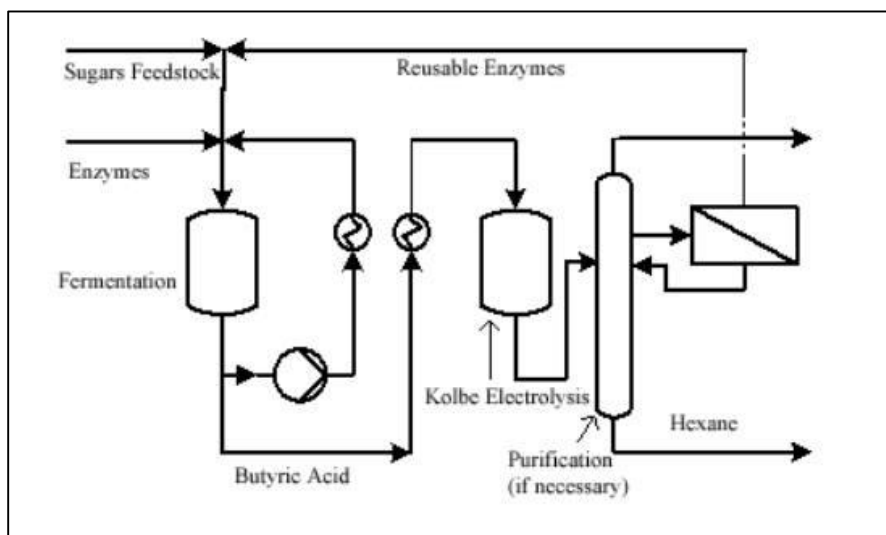 Sugars Feedstock
Reusable Enzymes
Enzymes
Fermentation
Kolbe Electrolysis
Hexane
Purification
(if necessary)
Butyric Acid